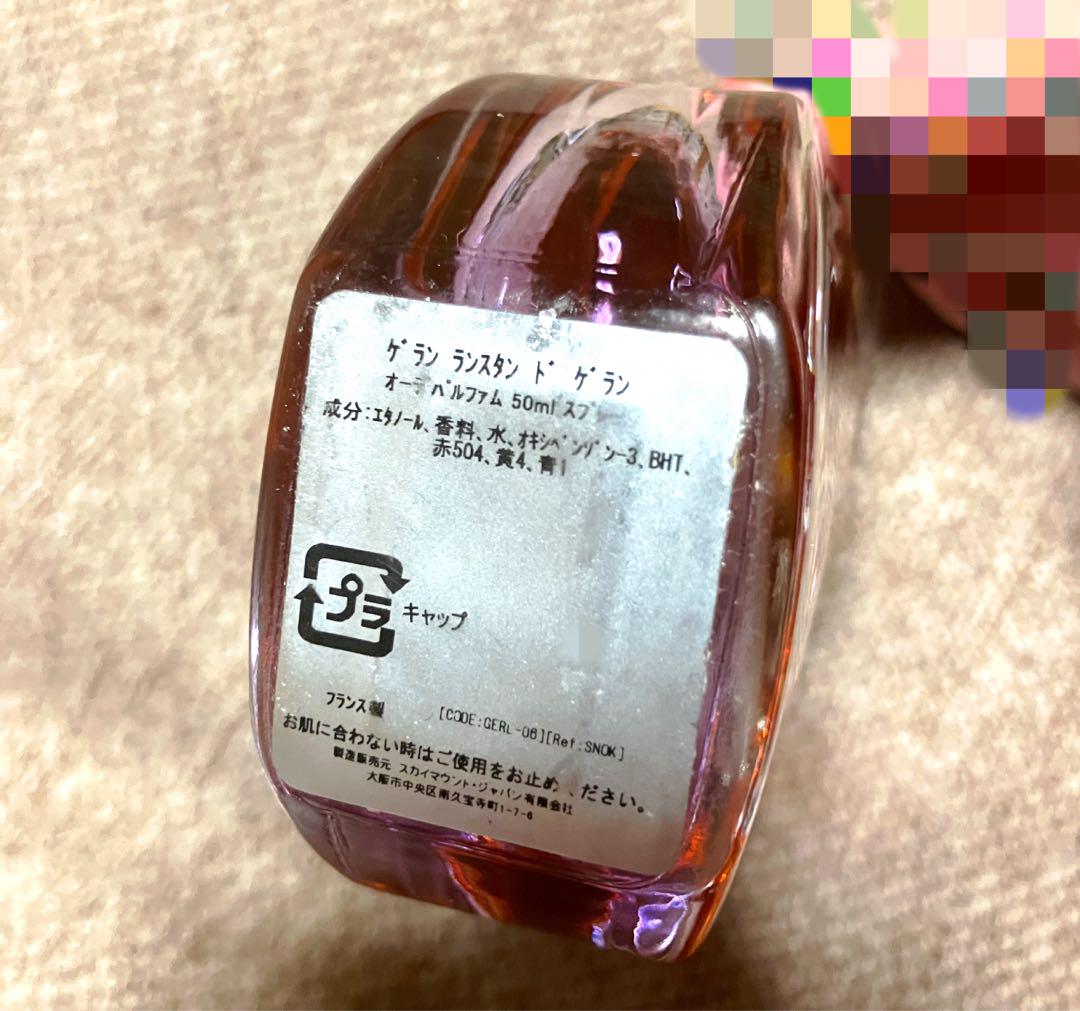 ゲラン ランスタン ド ゲラン
オーデパルファム 50ml スプ
成分:エタノール、香料、水、オキシベンゾン-3、BHT、
赤504、黄4、青1
プラ キャップ
フランス製
[CODE:GERL-06][Ref:SNOK]
お肌に合わない時はご使用をお止め ださい。
製造販売元 スカイマウント・ジャパン有限会社
大阪市中央区南久宝寺町1-7-6